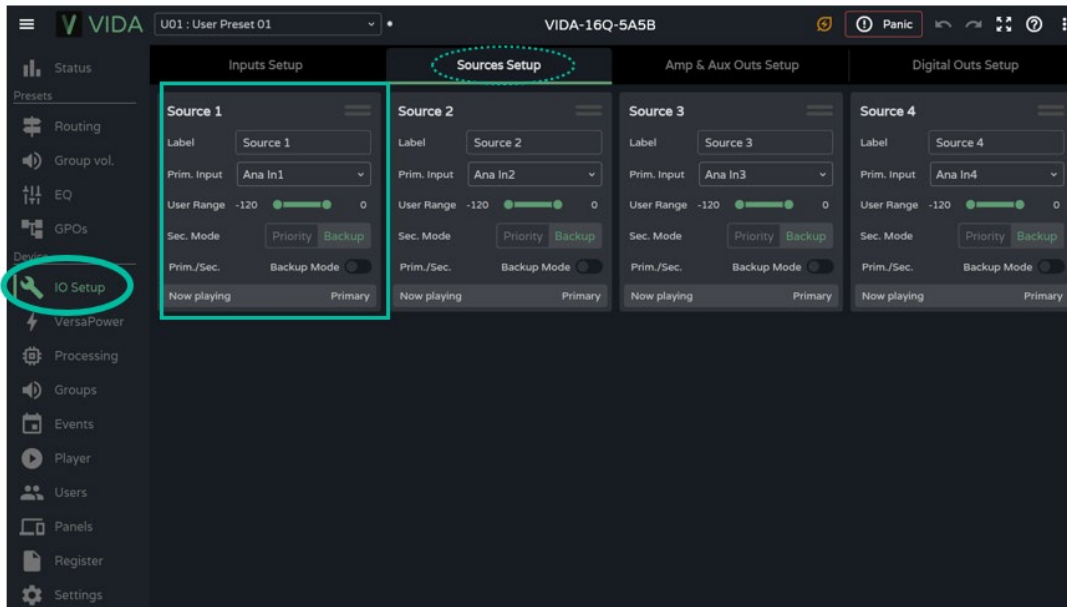 VIDA U01 : User Preset 01 VIDA-16Q-5A5B Panic
Status
Presets
Routing
Group vol.
EQ
GPOs
Device
IO Setup
VersaPower
Processing
Groups
Events
Player
Users
Panels
Register
Settings
Inputs Setup Sources Setup Amp & Aux Outs Setup Digital Outs Setup
Source 1
Label Source 1
Prim. Input Ana In1
User Range -120 0
Sec. Mode Priority Backup
Prim./Sec. Backup Mode
Now playing Primary
Source 2
Label Source 2
Prim. Input Ana In2
User Range -120 0
Sec. Mode Priority Backup
Prim./Sec. Backup Mode
Now playing Primary
Source 3
Label Source 3
Prim. Input Ana In3
User Range -120 0
Sec. Mode Priority Backup
Prim./Sec. Backup Mode
Now playing Primary
Source 4
Label Source 4
Prim. Input Ana In4
User Range -120 0
Sec. Mode Priority Backup
Prim./Sec. Backup Mode
Now playing Primary